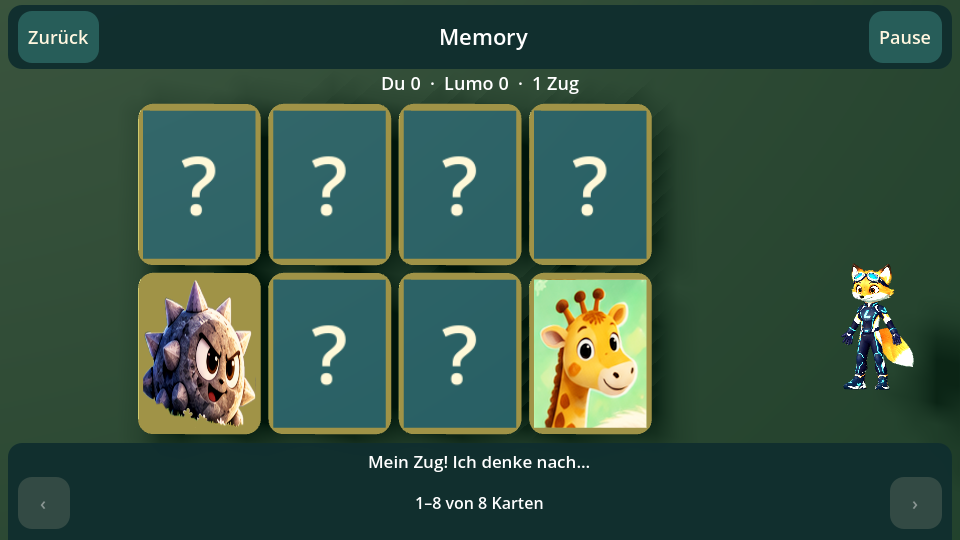 Zurück
Memory
Pause
Du 0 · Lumo 0 · 1 Zug
? ? ? ?
? ?
Mein Zug! Ich denke nach...
‹
1–8 von 8 Karten
›